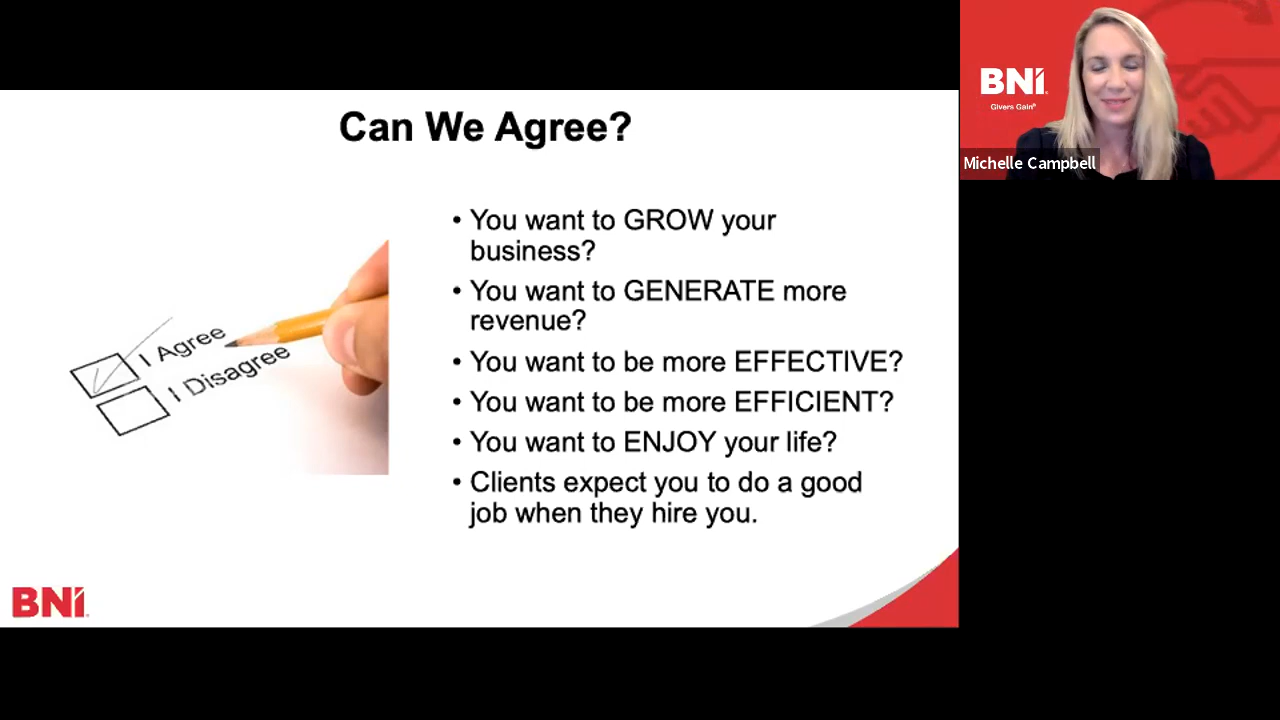 Can We Agree?
• You want to GROW your
business?
• You want to GENERATE more
revenue?
• You want to be more EFFECTIVE?
• You want to be more EFFICIENT?
• You want to ENJOY your life?
• Clients expect you to do a good
job when they hire you.
I Agree
I Disagree
BNI
BNI
Givers Gain®
Michelle Campbell